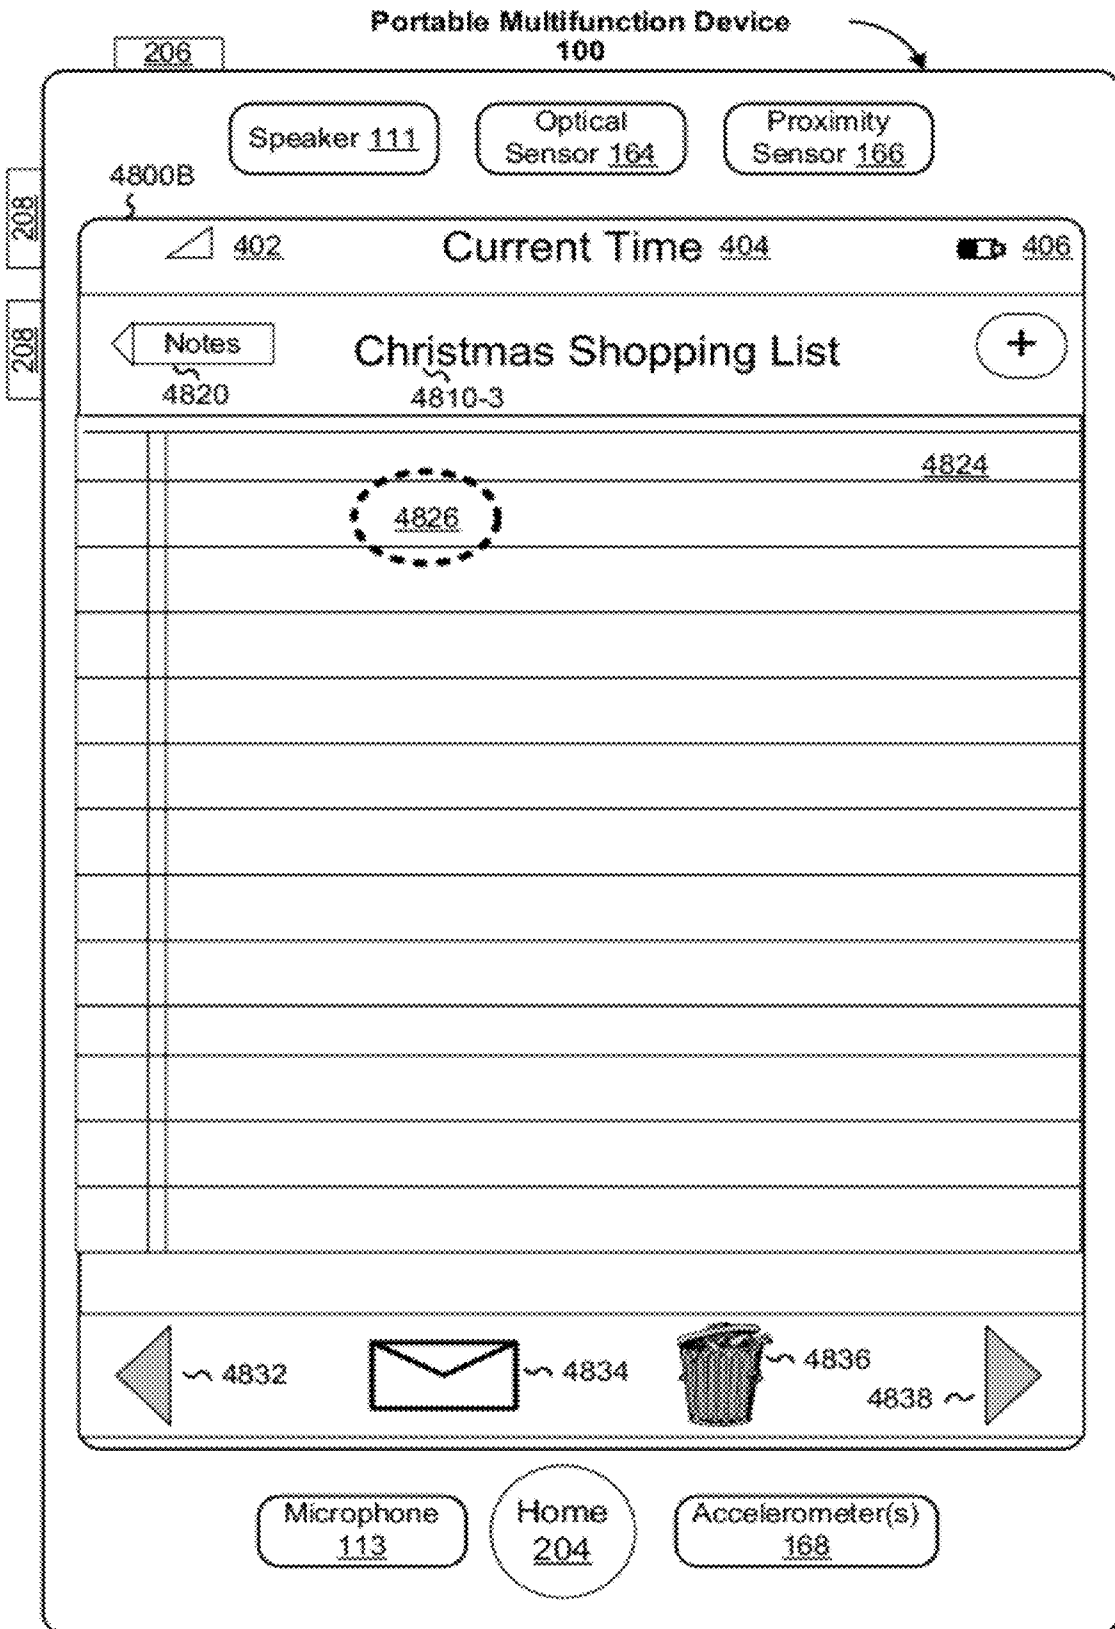 Portable Multifunction Device
100
206
Speaker 111
Optical
Sensor 164
Proximity
Sensor 166
4800B
208
402
Current Time 404
406
208
Notes
Christmas Shopping List
+
4820
4810-3
4824
4826
4832
4834
4836
4838
Microphone
113
Home
204
Accelerometer(s)
168